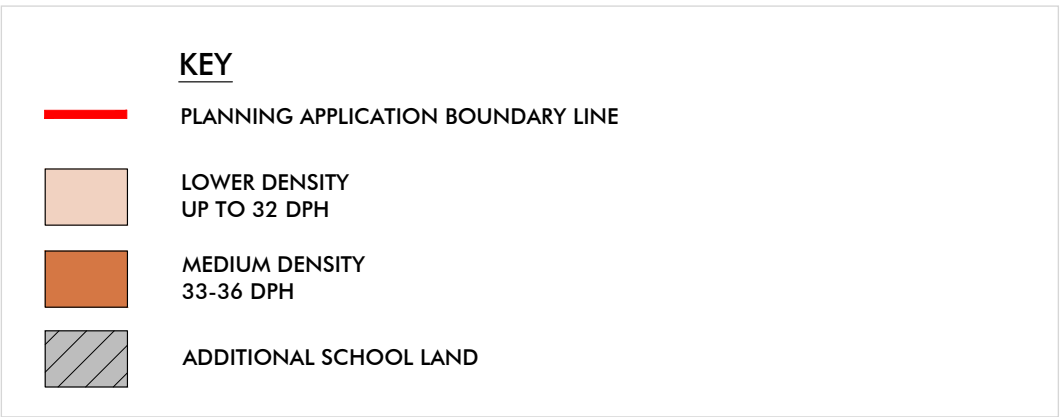 KEY
PLANNING APPLICATION BOUNDARY LINE
LOWER DENSITY
UP TO 32 DPH
MEDIUM DENSITY
33-36 DPH
ADDITIONAL SCHOOL LAND